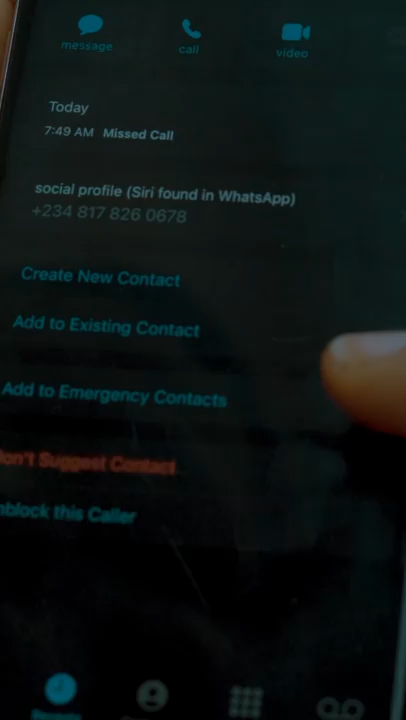 message
call
video
Today
7:49 AM Missed Call
social profile (Siri found in WhatsApp)
+234 817 826 0678
Create New Contact
Add to Existing Contact
Add to Emergency Contacts
on't Suggest Contact
nblock this Caller